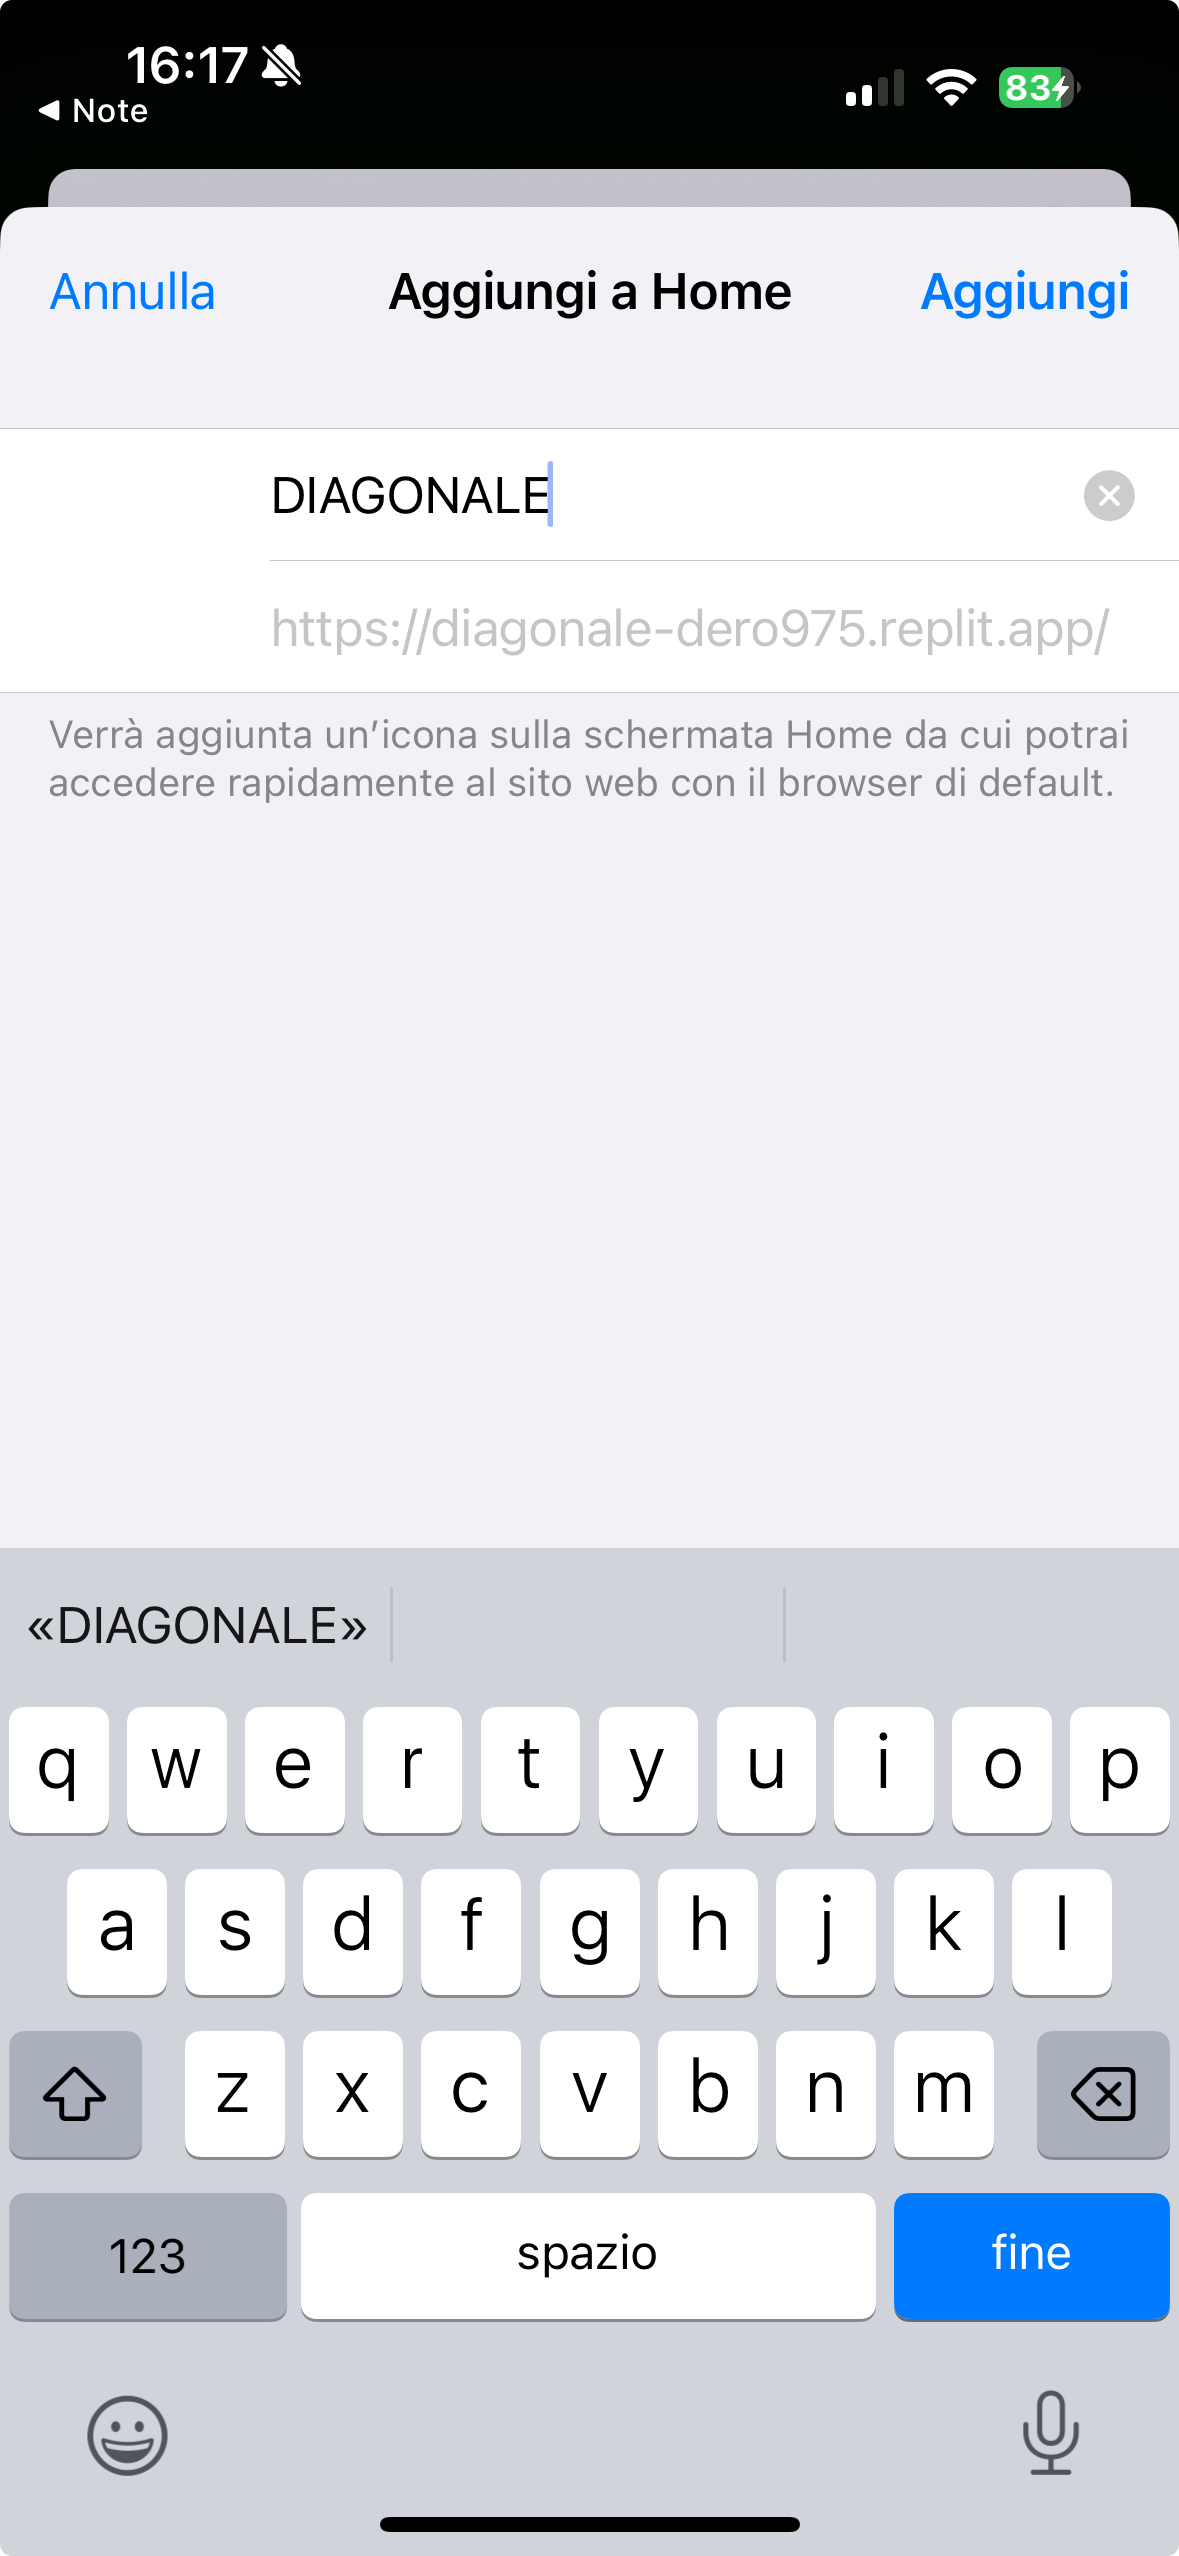 16:17
Note
83
Annulla
Aggiungi a Home
Aggiungi
DIAGONALE
https://diagonale-dero975.replit.app/
Verrà aggiunta un’icona sulla schermata Home da cui potrai
accedere rapidamente al sito web con il browser di default.
«DIAGONALE»
q w e r t y u i o p
a s d f g h j k l
z x c v b n m
123 spazio fine